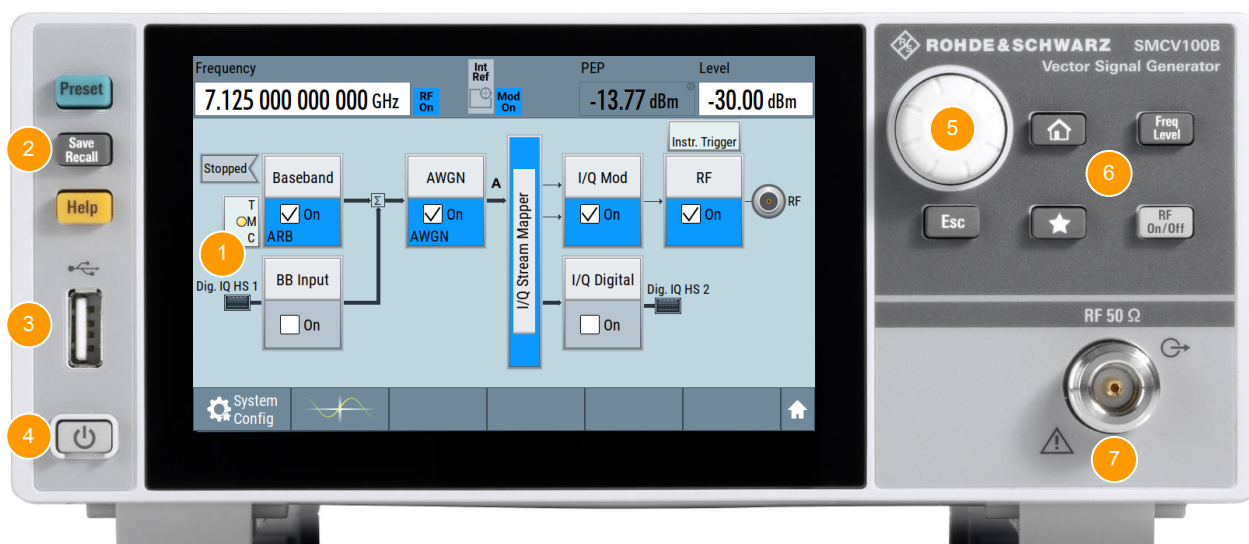 ROHDE&SCHWARZ SMCV100B
Vector Signal Generator
Preset
2
Save
Recall
Help
3
4
Frequency
7.125 000 000 000 GHz
RF
On
Int
Ref
Mod
On
PEP
-13.77 dBm
Level
-30.00 dBm
Instr. Trigger
Stopped
Baseband
On
ARB
T
M
C
1
Σ
AWGN
On
AWGN
A
I/Q Stream Mapper
I/Q Mod
On
RF
On
RF
Dig. IQ HS 1
BB Input
On
I/Q Digital
On
Dig. IQ HS 2
System
Config
5
Freq
Level
6
Esc
RF
On/Off
RF 50 Ω
7